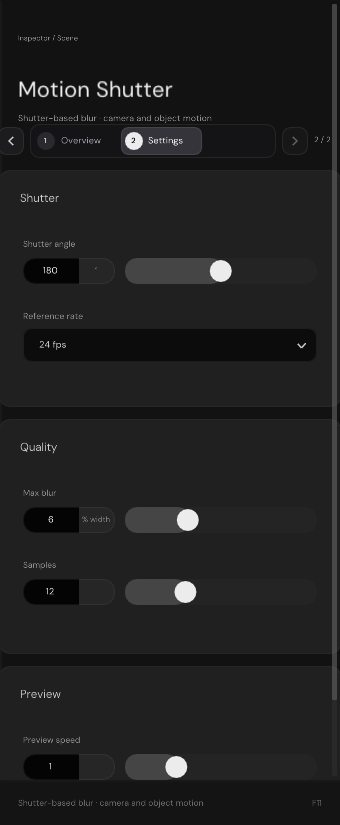 Inspector / Scene
Motion Shutter
Shutter-based blur · camera and object motion
1 Overview 2 Settings 2 / 2
Shutter
Shutter angle
180 °
Reference rate
24 fps
Quality
Max blur
6 % width
Samples
12
Preview
Preview speed
1
Shutter-based blur · camera and object motion F11